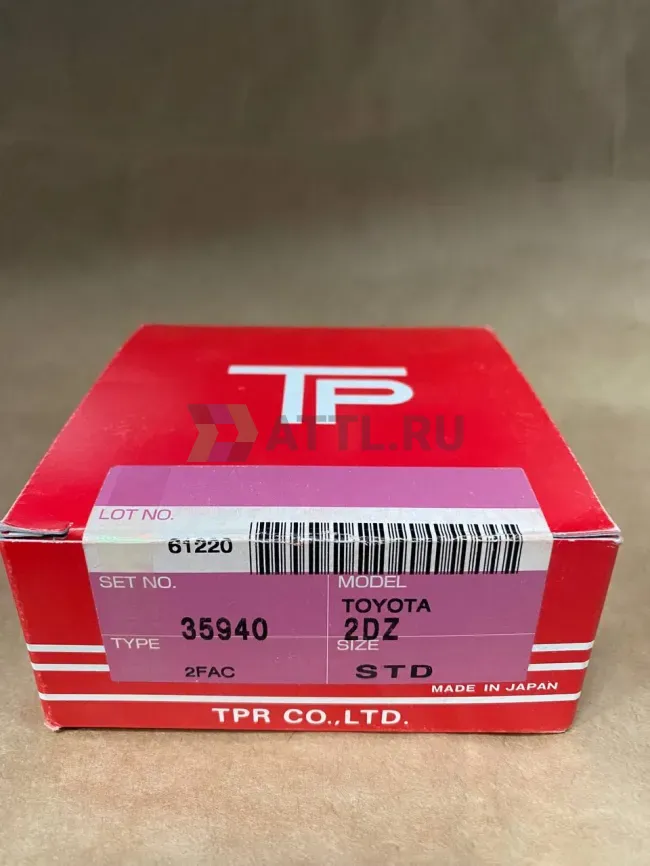 TP
ATTL.RU
LOT NO.
61220
SET NO. MODEL
TOYOTA
35940 2DZ
TYPE SIZE
2FAC STD
MADE IN JAPAN
TPR CO.,LTD.